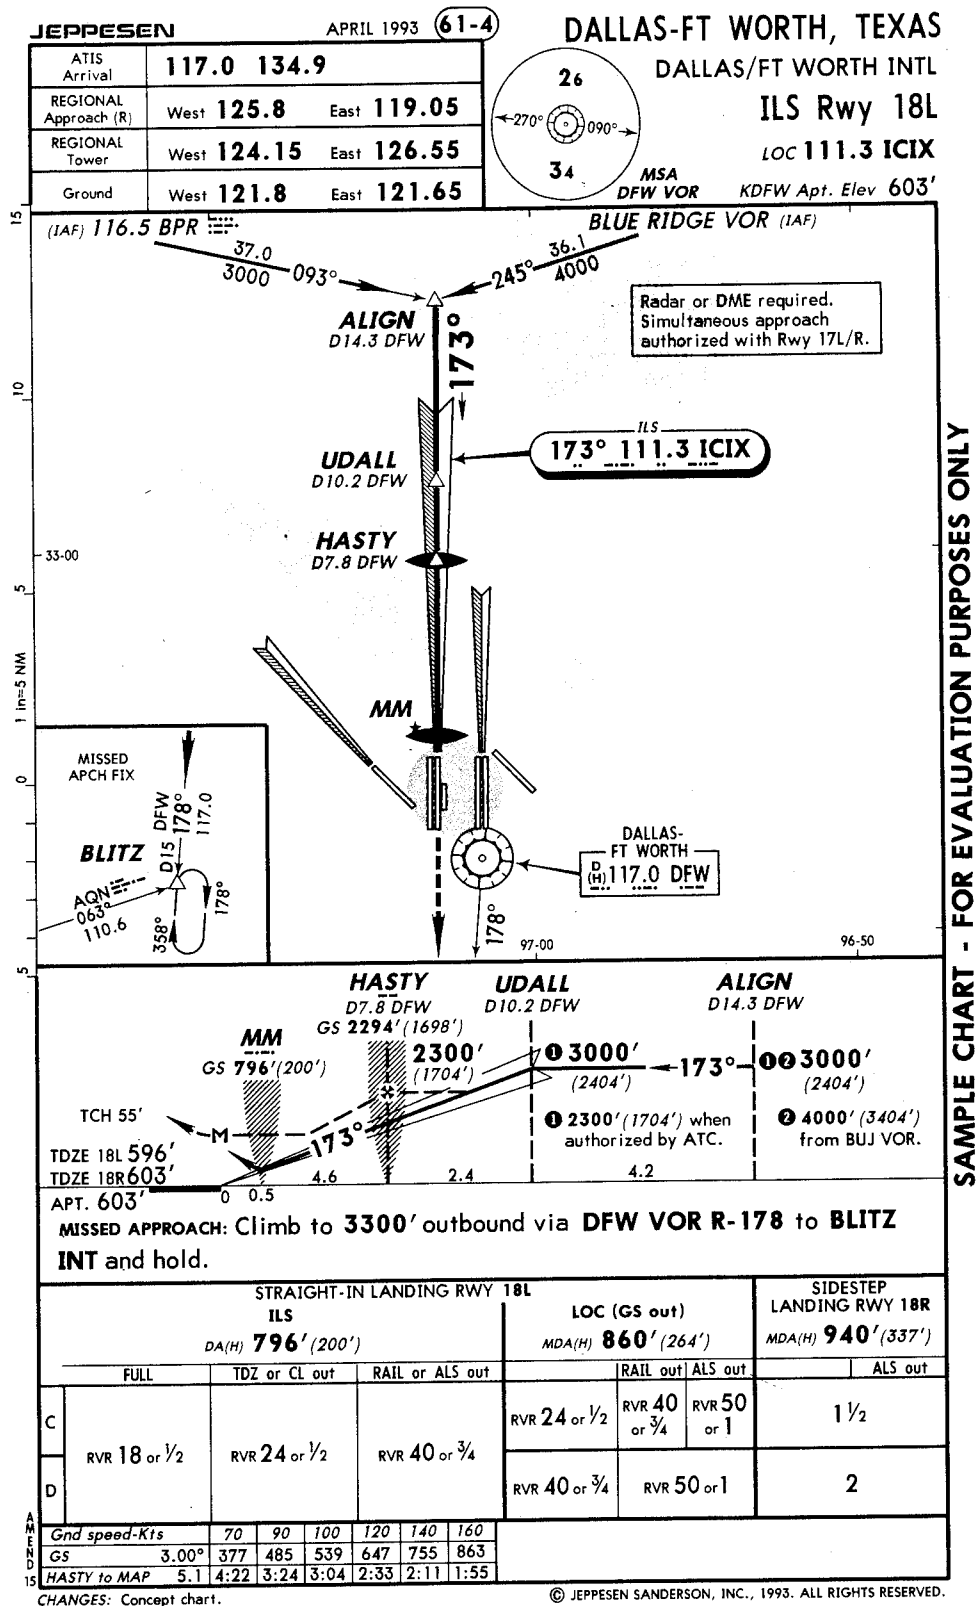 JEPPESEN APRIL 1993 61-4 DALLAS-FT WORTH, TEXAS
DALLAS/FT WORTH INTL
ILS Rwy 18L
LOC 111.3 ICIX
KDFW Apt. Elev 603'
ATIS Arrival 117.0 134.9
REGIONAL Approach (R) West 125.8 East 119.05
REGIONAL Tower West 124.15 East 126.55
Ground West 121.8 East 121.65
26
270° 090°
34
MSA
DFW VOR
15
(IAF) 116.5 BPR
BLUE RIDGE VOR (IAF)
37.0
3000
093°
36.1
4000
245°
ALIGN
D14.3 DFW
173°
Radar or DME required.
Simultaneous approach
authorized with Rwy 17L/R.
10
ILS
173° 111.3 ICIX
UDALL
D10.2 DFW
HASTY
D7.8 DFW
33-00
5
1 in=5 NM
0
5
MM
MISSED
APCH FIX
DFW
178°
117.0
D15
BLITZ
AQN
063°
110.6
358°
178°
DALLAS-
FT WORTH
D
(H) 117.0 DFW
178°
97-00
96-50
HASTY
D7.8 DFW
GS 2294'(1698')
UDALL
D10.2 DFW
ALIGN
D14.3 DFW
MM
GS 796'(200')
2300'
(1704')
1 3000'
(2404')
173°
1 2 3000'
(2404')
1 2300'(1704') when
authorized by ATC.
2 4000'(3404')
from BUJ VOR.
TCH 55'
M
173°
TDZE 18L 596'
TDZE 18R 603'
APT. 603'
0 0.5 4.6 2.4 4.2
MISSED APPROACH: Climb to 3300' outbound via DFW VOR R-178 to BLITZ
INT and hold.
STRAIGHT-IN LANDING RWY 18L
ILS
DA(H) 796'(200')
LOC (GS out)
MDA(H) 860'(264')
SIDESTEP
LANDING RWY 18R
MDA(H) 940'(337')
FULL TDZ or CL out RAIL or ALS out RAIL out ALS out ALS out
C
D
RVR 18 or ½ RVR 24 or ½ RVR 40 or ¾
RVR 24 or ½ RVR 40 or ¾ RVR 50 or 1 1½
RVR 40 or ¾ RVR 50 or 1 2
AMEND 15
Gnd speed-Kts 70 90 100 120 140 160
GS 3.00° 377 485 539 647 755 863
HASTY to MAP 5.1 4:22 3:24 3:04 2:33 2:11 1:55
CHANGES: Concept chart.
© JEPPESEN SANDERSON, INC., 1993. ALL RIGHTS RESERVED.
SAMPLE CHART - FOR EVALUATION PURPOSES ONLY